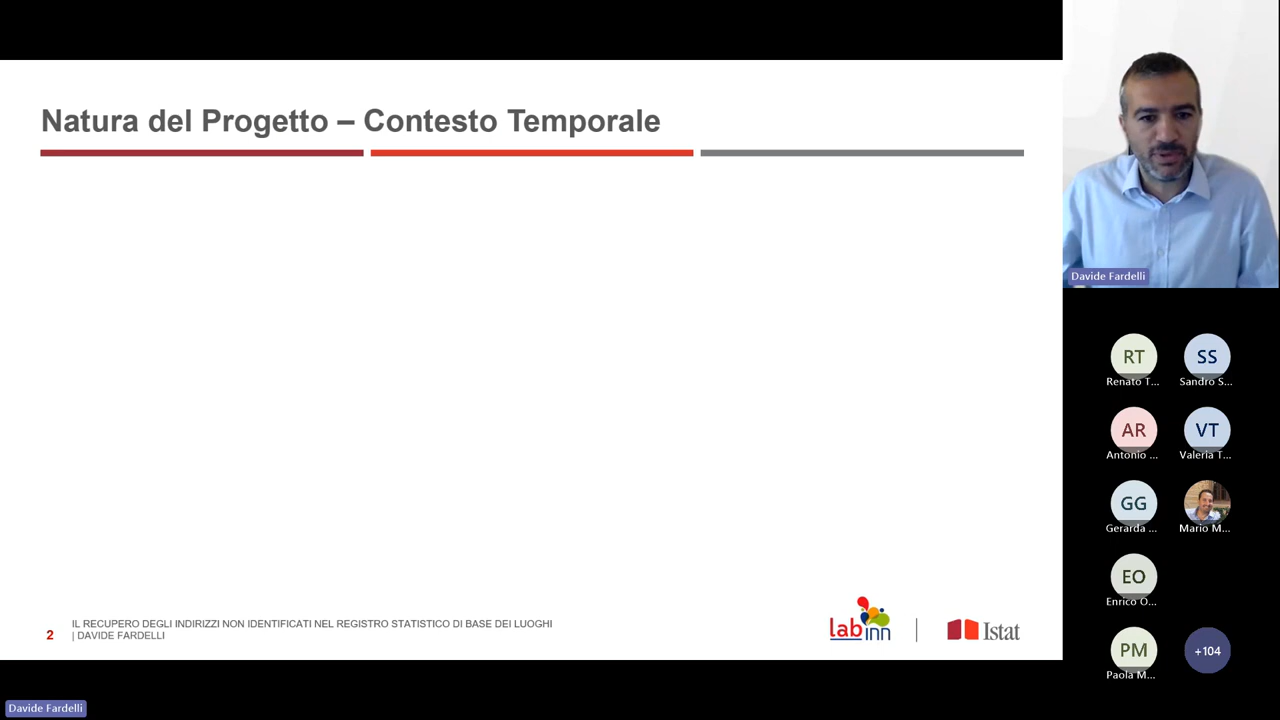 Natura del Progetto – Contesto Temporale
2
IL RECUPERO DEGLI INDIRIZZI NON IDENTIFICATI NEL REGISTRO STATISTICO DI BASE DEI LUOGHI
| DAVIDE FARDELLI
lab inn
Istat
Davide Fardelli
RT
Renato T...
SS
Sandro S...
AR
Antonio ...
VT
Valeria T...
GG
Gerarda ...
Mario M...
EO
Enrico O...
PM
Paola M...
+104
Davide Fardelli